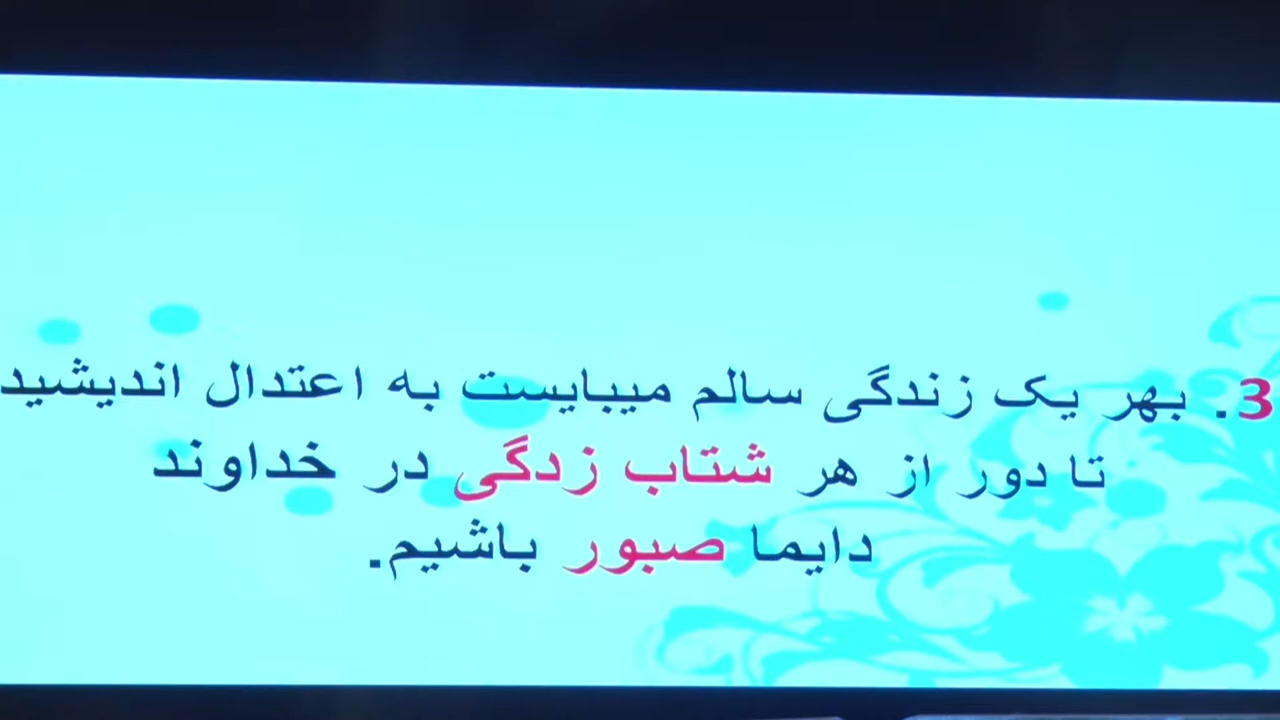 3. بهر یک زندگی سالم میبایست به اعتدال اندیشید
تا دور از هر شتاب زدگی در خداوند
دایما صبور باشیم.